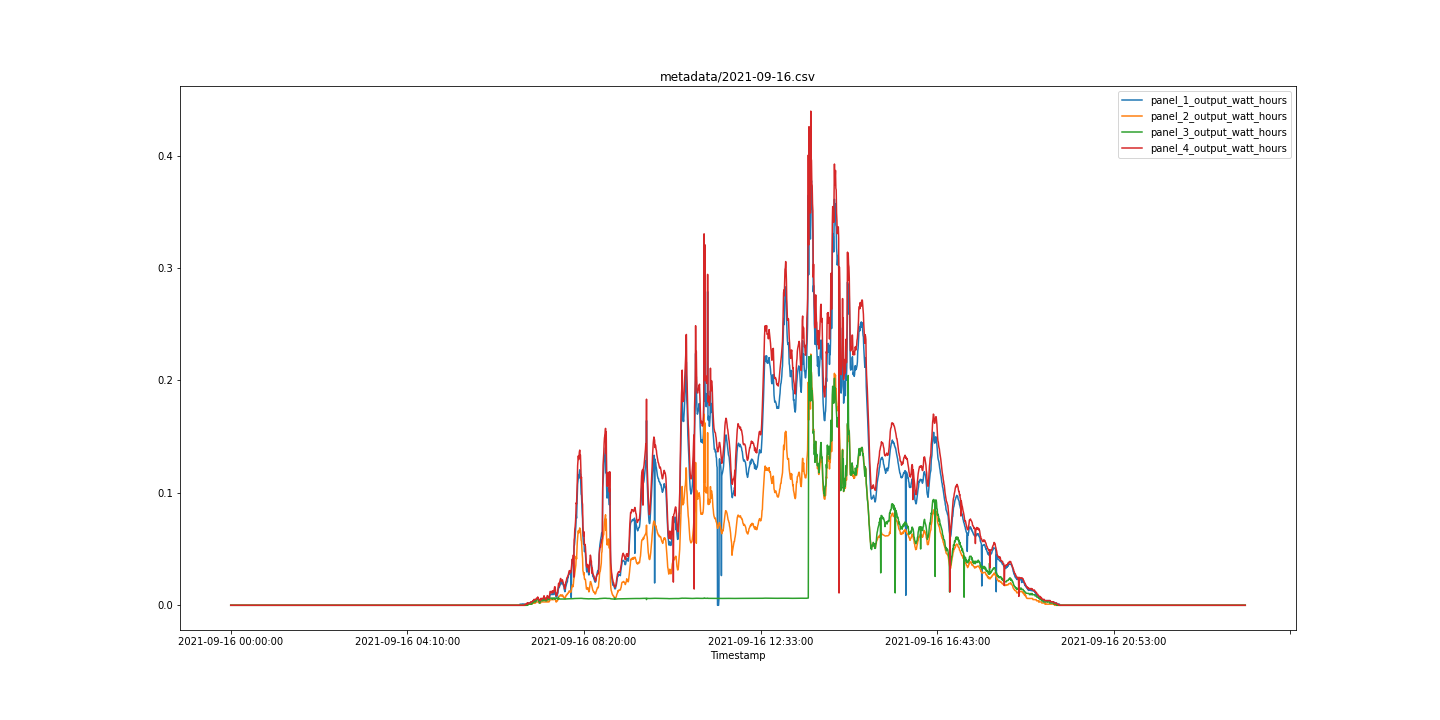 metadata/2021-09-16.csv
panel_1_output_watt_hours
panel_2_output_watt_hours
panel_3_output_watt_hours
panel_4_output_watt_hours
0.4
0.3
0.2
0.1
0.0
2021-09-16 00:00:00 2021-09-16 04:10:00 2021-09-16 08:20:00 2021-09-16 12:33:00 2021-09-16 16:43:00 2021-09-16 20:53:00
Timestamp